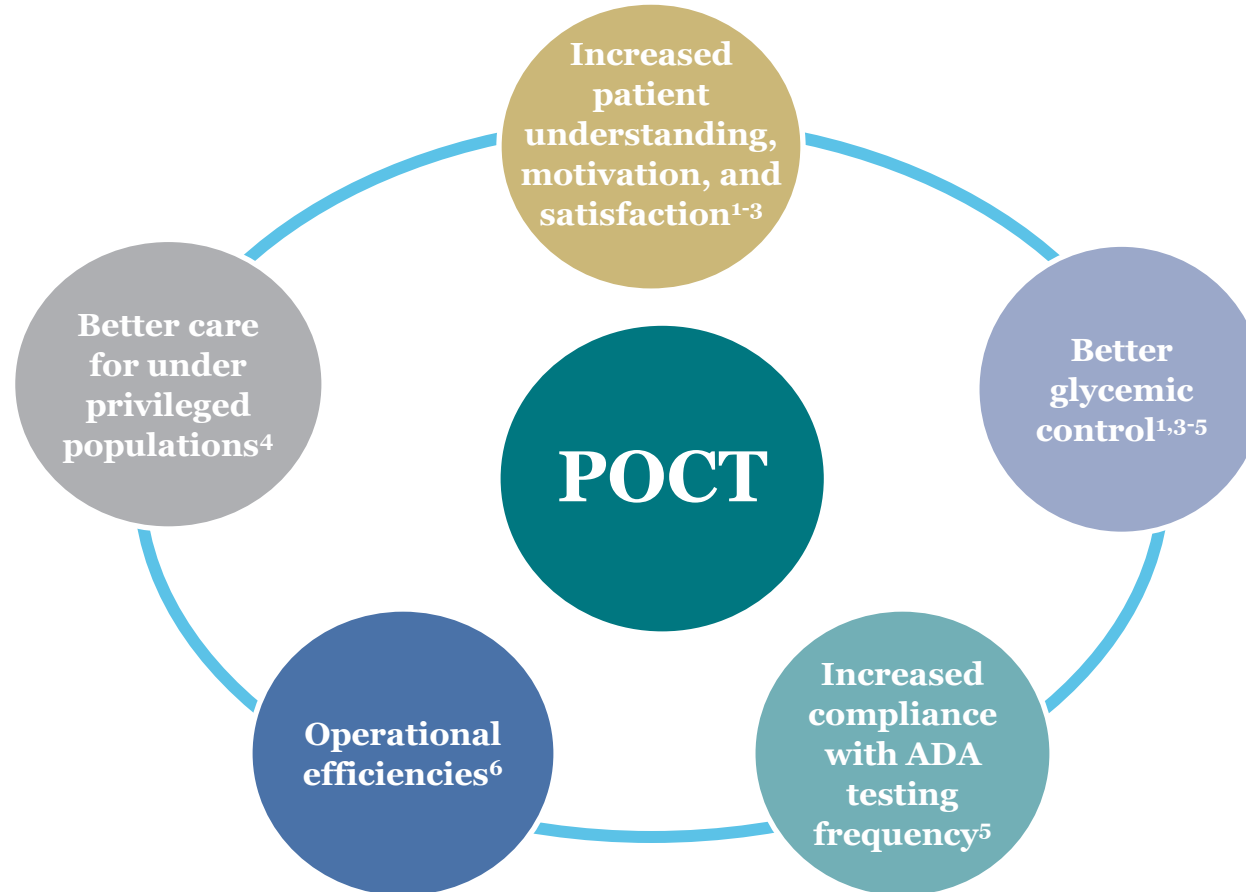 Increased
patient
understanding,
motivation, and
satisfaction¹⁻³
Better
glycemic
control¹,³⁻⁵
Increased
compliance
with ADA
testing
frequency⁵
Operational
efficiencies⁶
Better care
for under
privileged
populations⁴
POCT